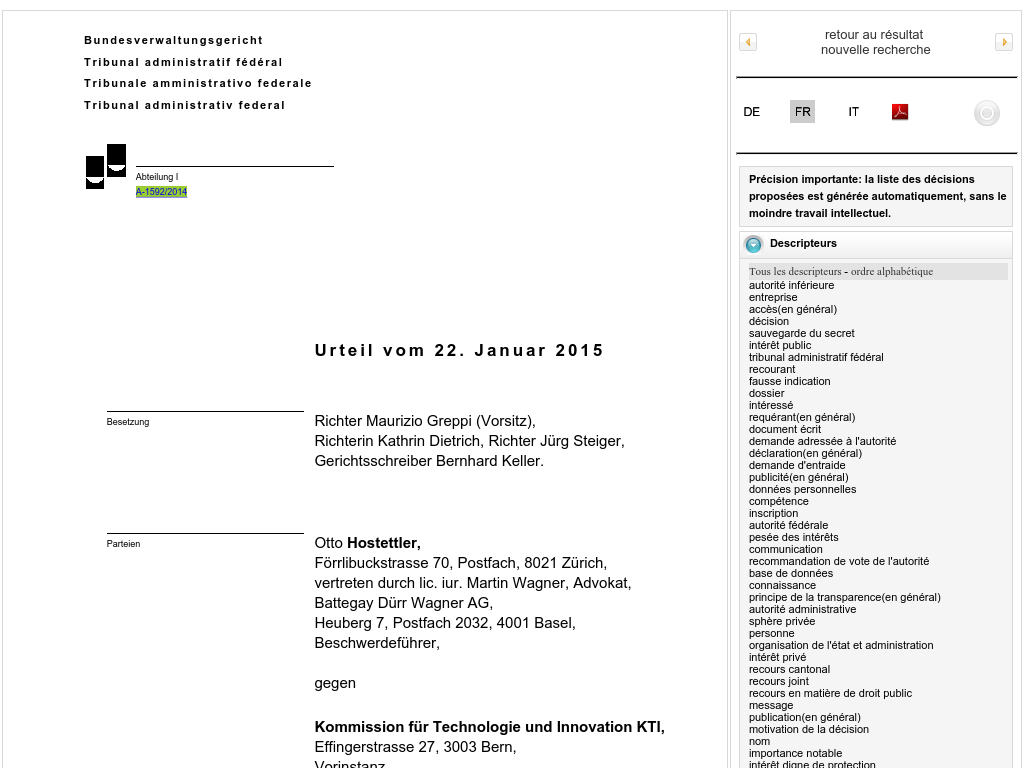 Bundesverwaltungsgericht
Tribunal administratif fédéral
Tribunale amministrativo federale
Tribunal administrativ federal
Abteilung I
A-1592/2014
Urteil vom 22. Januar 2015
Besetzung
Richter Maurizio Greppi (Vorsitz),
Richterin Kathrin Dietrich, Richter Jürg Steiger,
Gerichtsschreiber Bernhard Keller.
Parteien
Otto Hostettler,
Förrlibuckstrasse 70, Postfach, 8021 Zürich,
vertreten durch lic. iur. Martin Wagner, Advokat,
Battegay Dürr Wagner AG,
Heuberg 7, Postfach 2032, 4001 Basel,
Beschwerdeführer,
gegen
Kommission für Technologie und Innovation KTI,
Effingerstrasse 27, 3003 Bern,
Vorinstanz
retour au résultat
nouvelle recherche
DE FR IT
Précision importante: la liste des décisions
proposées est générée automatiquement, sans le
moindre travail intellectuel.
Descripteurs
Tous les descripteurs - ordre alphabétique
autorité inférieure
entreprise
accès(en général)
décision
sauvegarde du secret
intérêt public
tribunal administratif fédéral
recourant
fausse indication
dossier
intéressé
requérant(en général)
document écrit
demande adressée à l'autorité
déclaration(en général)
demande d'entraide
publicité(en général)
données personnelles
compétence
inscription
autorité fédérale
pesée des intérêts
communication
recommandation de vote de l'autorité
base de données
connaissance
principe de la transparence(en général)
autorité administrative
sphère privée
personne
organisation de l'état et administration
intérêt privé
recours cantonal
recours joint
recours en matière de droit public
message
publication(en général)
motivation de la décision
nom
importance notable
intérêt digne de protection